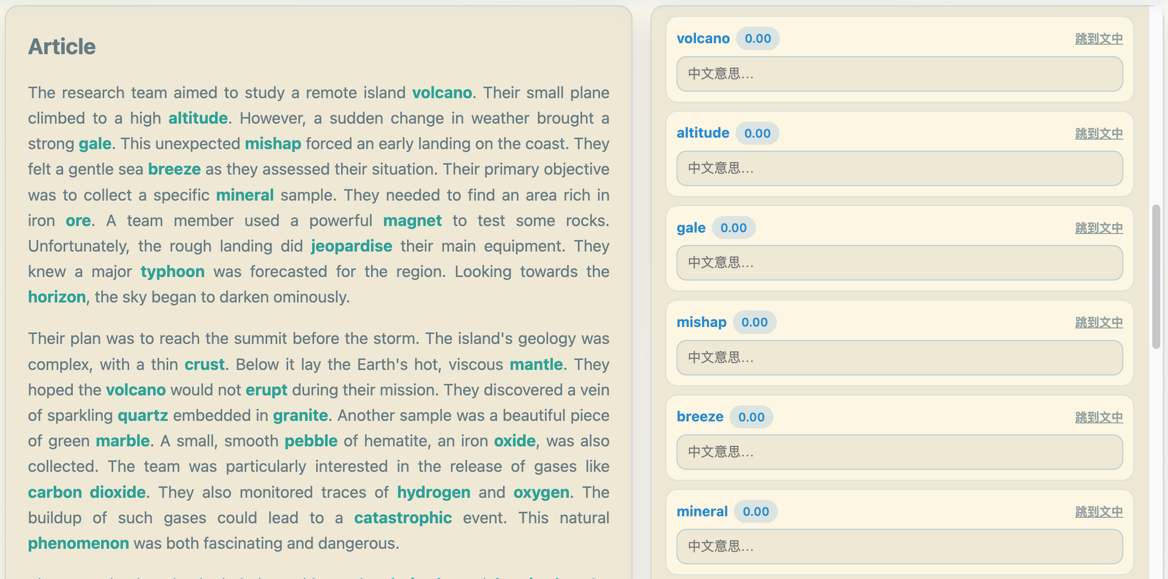 Article
The research team aimed to study a remote island volcano. Their small plane
climbed to a high altitude. However, a sudden change in weather brought a
strong gale. This unexpected mishap forced an early landing on the coast. They
felt a gentle sea breeze as they assessed their situation. Their primary objective
was to collect a specific mineral sample. They needed to find an area rich in
iron ore. A team member used a powerful magnet to test some rocks.
Unfortunately, the rough landing did jeopardise their main equipment. They
knew a major typhoon was forecasted for the region. Looking towards the
horizon, the sky began to darken ominously.
Their plan was to reach the summit before the storm. The island's geology was
complex, with a thin crust. Below it lay the Earth's hot, viscous mantle. They
hoped the volcano would not erupt during their mission. They discovered a vein
of sparkling quartz embedded in granite. Another sample was a beautiful piece
of green marble. A small, smooth pebble of hematite, an iron oxide, was also
collected. The team was particularly interested in the release of gases like
carbon dioxide. They also monitored traces of hydrogen and oxygen. The
buildup of such gases could lead to a catastrophic event. This natural
phenomenon was both fascinating and dangerous.
volcano 0.00 跳到文中
中文意思...
altitude 0.00 跳到文中
中文意思...
gale 0.00 跳到文中
中文意思...
mishap 0.00 跳到文中
中文意思...
breeze 0.00 跳到文中
中文意思...
mineral 0.00 跳到文中
中文意思...